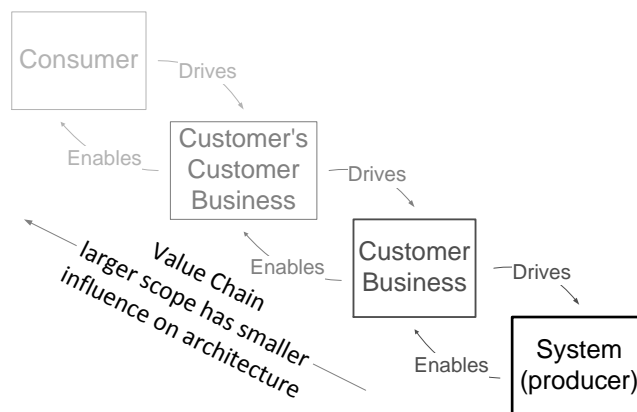 Consumer
Drives
Enables
Customer's
Customer
Business
Drives
Enables
Customer
Business
Drives
Enables
System
(producer)
Value Chain
larger scope has smaller
influence on architecture